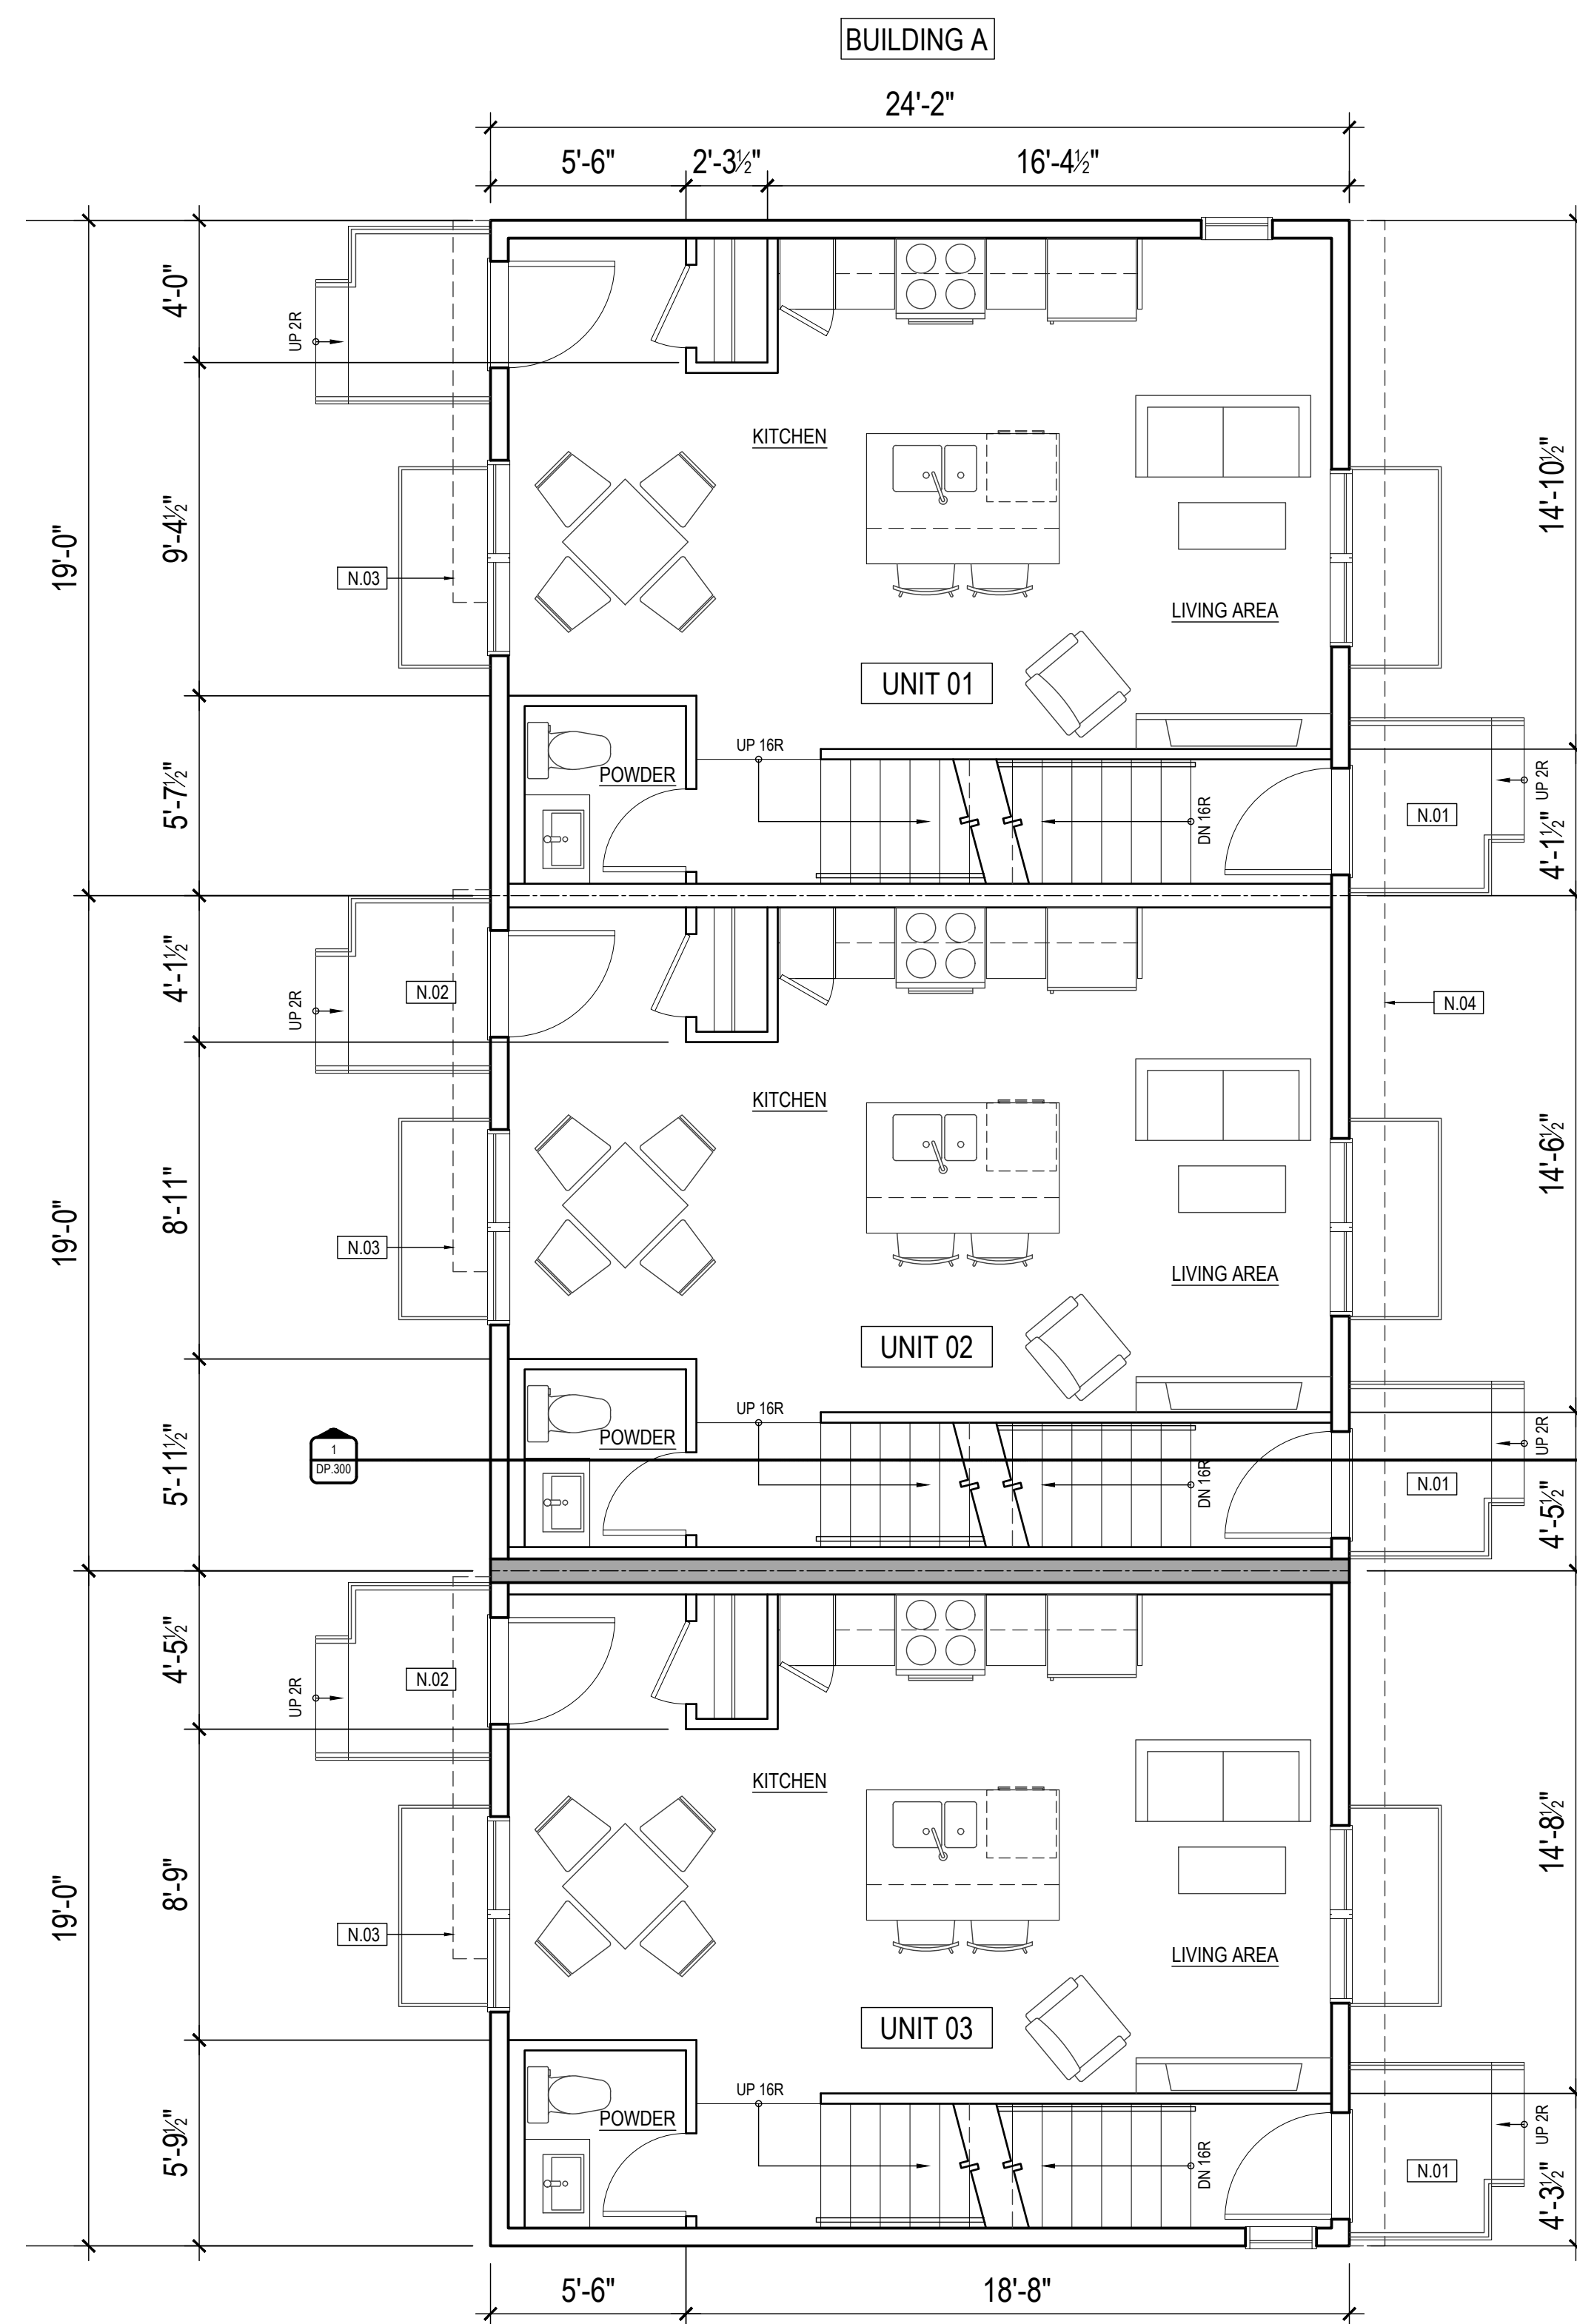 BUILDING A
24'-2"
5'-6"
2'-3½"
16'-4½"
4'-0"
UP 2R
KITCHEN
14'-10½"
9'-4½"
19'-0"
N.03
LIVING AREA
UNIT 01
UP 16R
POWDER
5'-7½"
DN 16R
N.01
UP 2R
4'-1½"
4'-1½"
N.02
UP 2R
N.04
KITCHEN
14'-6½"
8'-11"
19'-0"
N.03
LIVING AREA
UNIT 02
UP 16R
POWDER
1
DP.300
5'-11½"
DN 16R
N.01
UP 2R
4'-5½"
4'-5½"
N.02
UP 2R
KITCHEN
14'-8½"
8'-9"
19'-0"
N.03
LIVING AREA
UNIT 03
UP 16R
POWDER
5'-9½"
DN 16R
N.01
UP 2R
4'-3½"
5'-6"
18'-8"